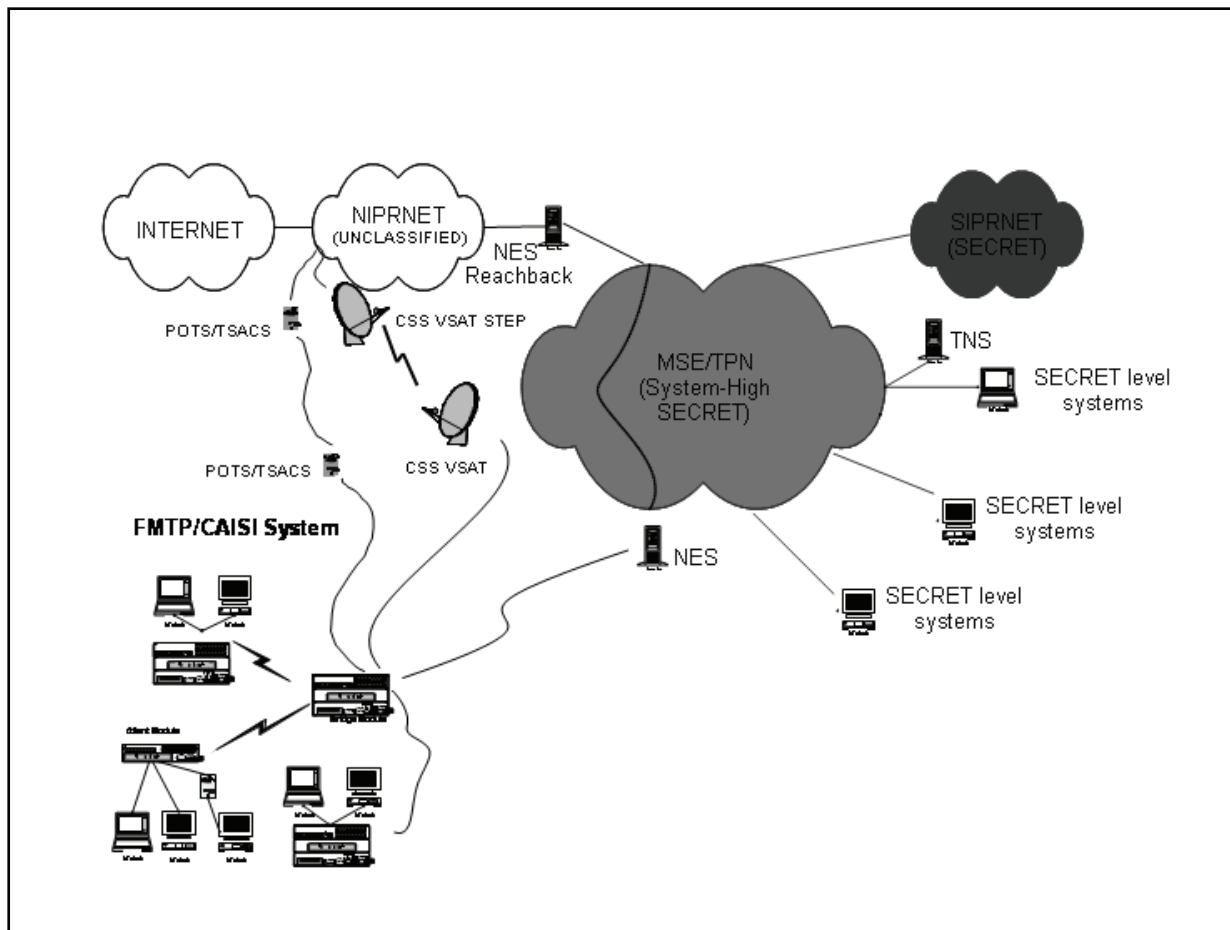 INTERNET
NIPRNET
(UNCLASSIFIED)
NES
Reachback
SIPRNET
(SECRET)
POTS/TSACS
CSS VSAT STEP
MSE/TPN
(System-High
SECRET)
TNS
SECRET level
systems
CSS VSAT
POTS/TSACS
SECRET level
systems
FMTP/CAISI System
NES
SECRET level
systems
Bridge Module
Client Module